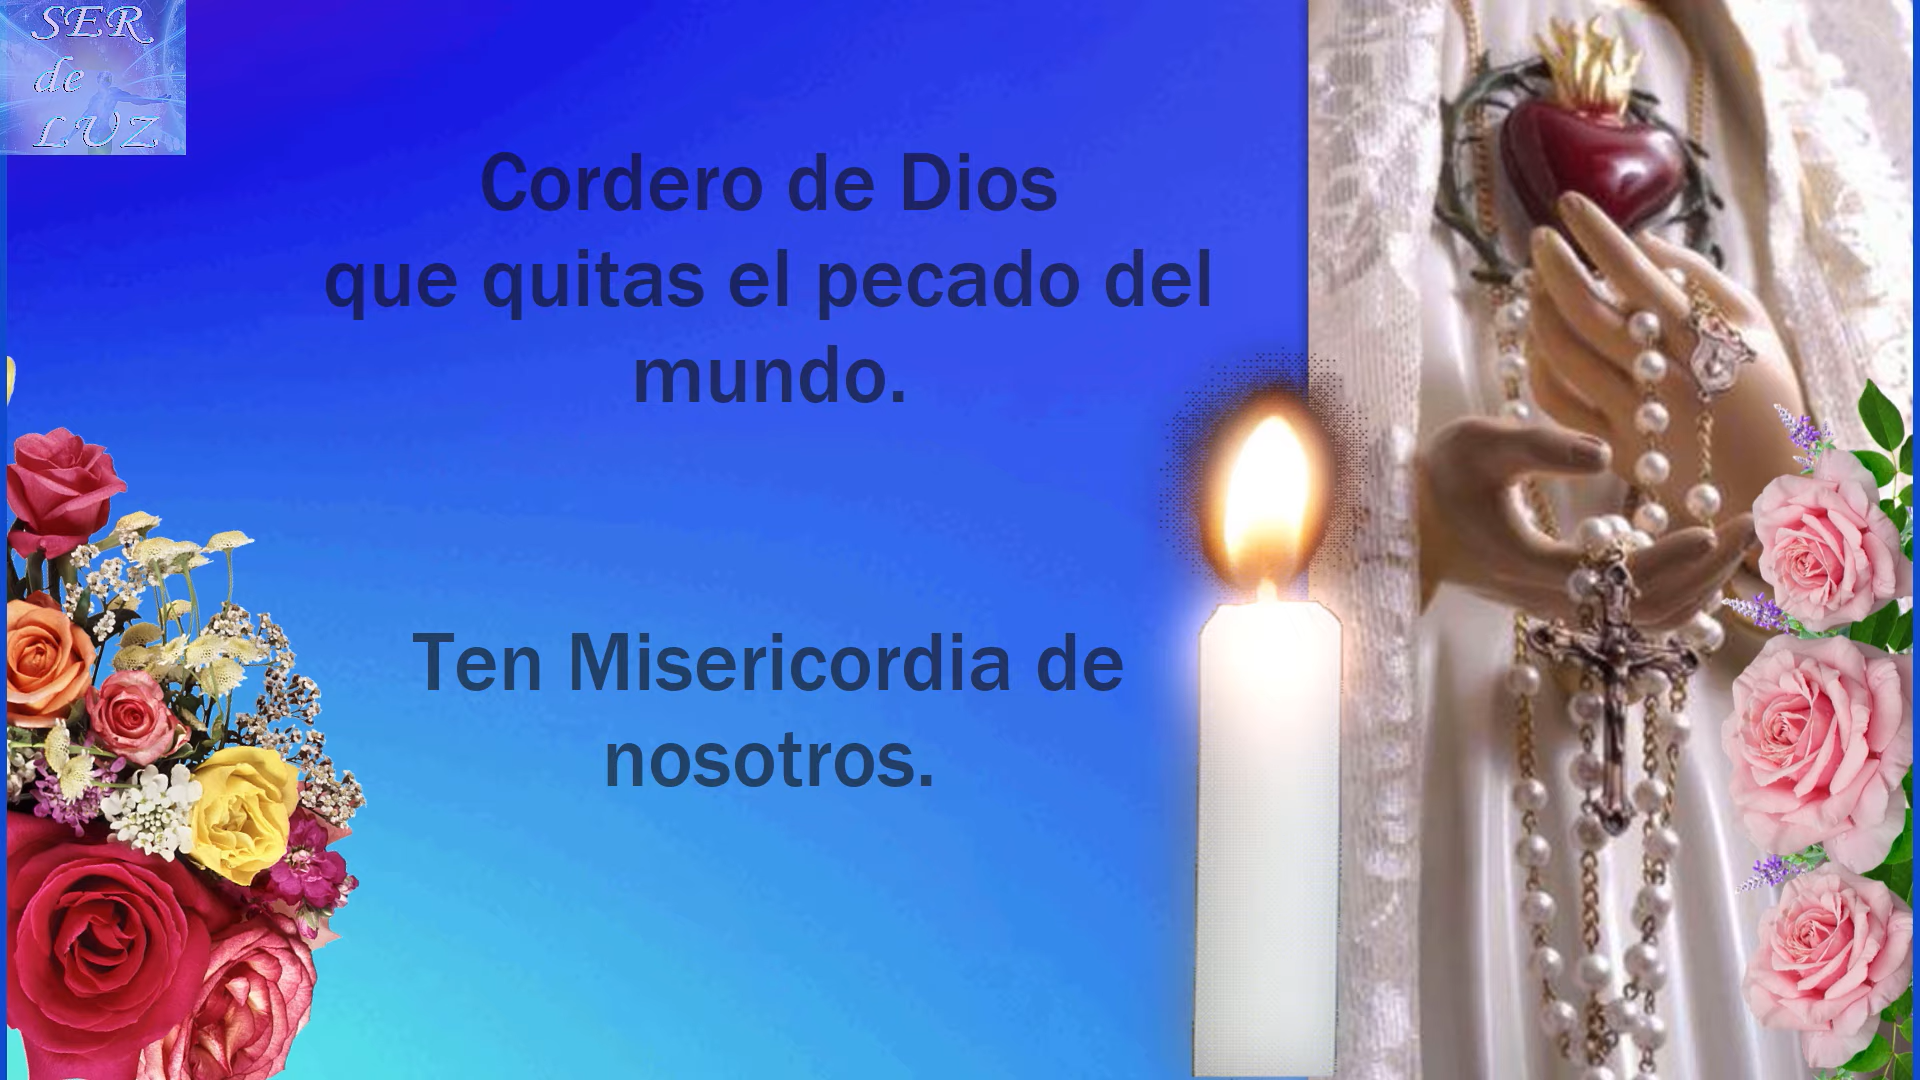 SER
de
LUZ
Cordero de Dios
que quitas el pecado del
mundo.
Ten Misericordia de
nosotros.